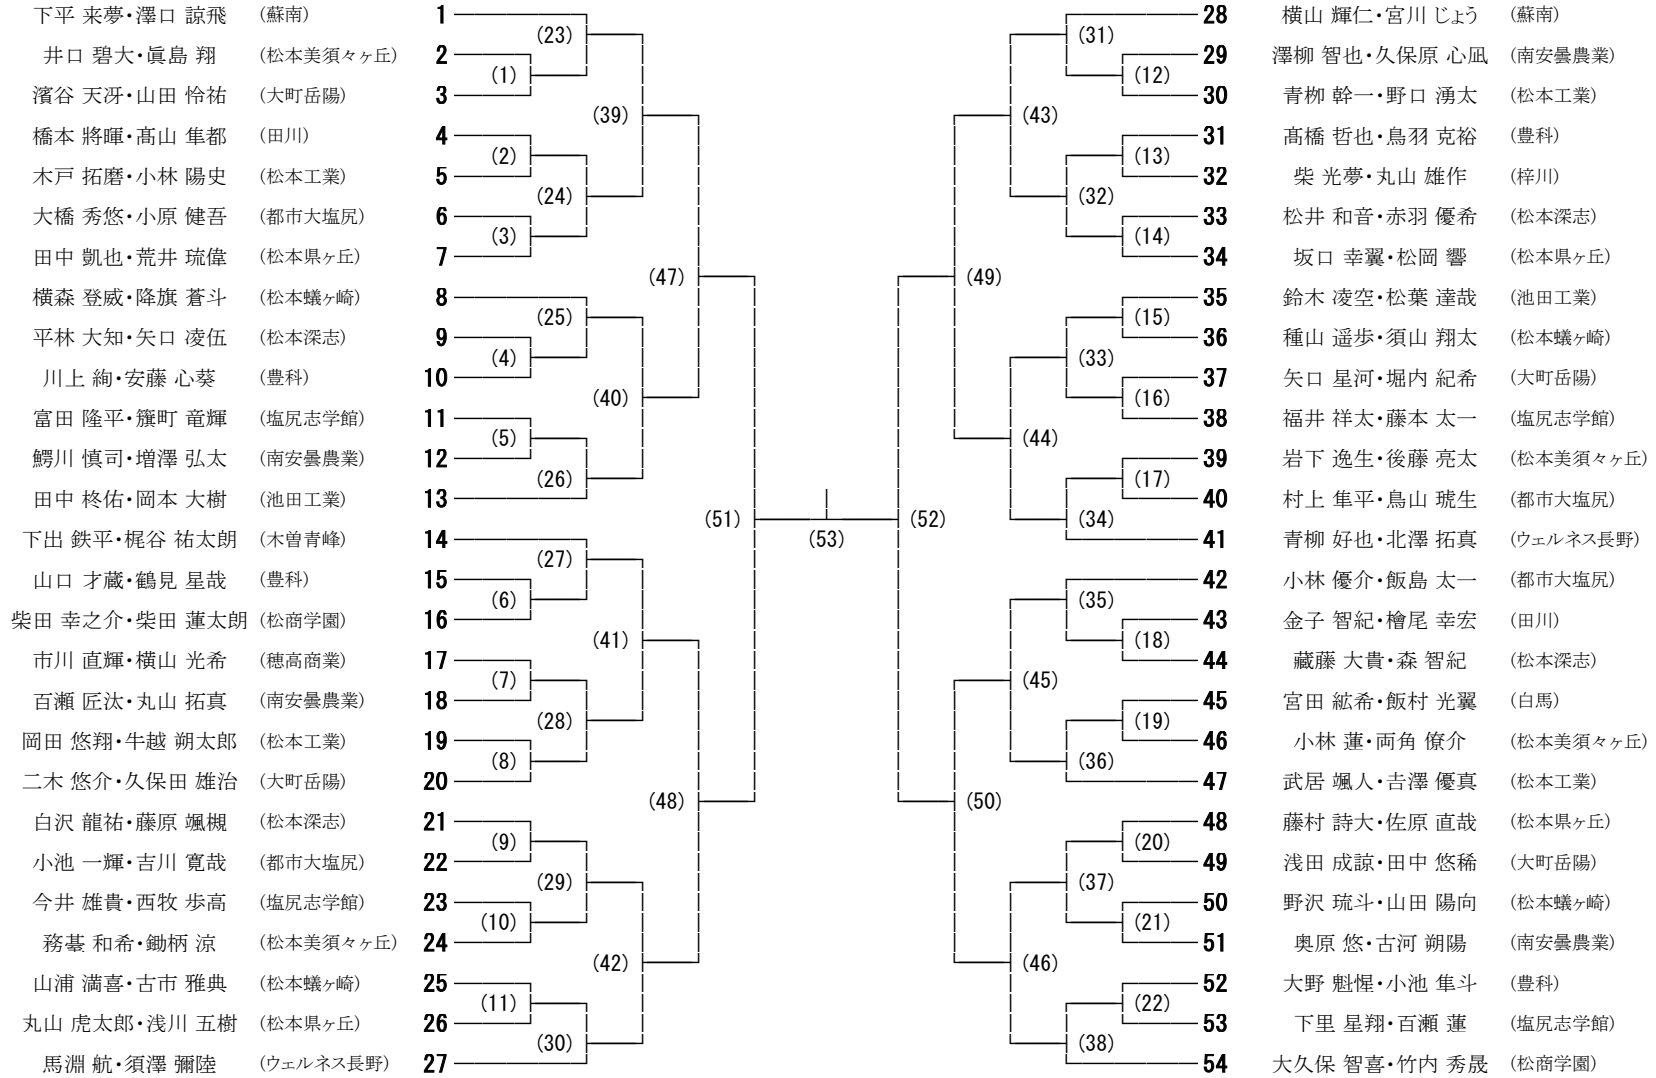 下平 来夢・澤口 諒飛 (蘇南) 1
井口 碧大・眞島 翔 (松本美須々ヶ丘) 2
濱谷 天冴・山田 怜祐 (大町岳陽) 3
橋本 將暉・髙山 隼都 (田川) 4
木戸 拓磨・小林 陽史 (松本工業) 5
大橋 秀悠・小原 健吾 (都市大塩尻) 6
田中 凱也・荒井 琉偉 (松本県ヶ丘) 7
横森 登威・降旗 蒼斗 (松本蟻ヶ崎) 8
平林 大知・矢口 凌伍 (松本深志) 9
川上 絢・安藤 心葵 (豊科) 10
富田 隆平・籏町 竜輝 (塩尻志学館) 11
鰐川 慎司・増澤 弘太 (南安曇農業) 12
田中 柊佑・岡本 大樹 (池田工業) 13
下出 鉄平・梶谷 祐太朗 (木曽青峰) 14
山口 才蔵・鶴見 星哉 (豊科) 15
柴田 幸之介・柴田 蓮太朗 (松商学園) 16
市川 直輝・横山 光希 (穂高商業) 17
百瀬 匠汰・丸山 拓真 (南安曇農業) 18
岡田 悠翔・牛越 朔太郎 (松本工業) 19
二木 悠介・久保田 雄治 (大町岳陽) 20
白沢 龍祐・藤原 颯槻 (松本深志) 21
小池 一輝・吉川 寛哉 (都市大塩尻) 22
今井 雄貴・西牧 歩高 (塩尻志学館) 23
務䑓 和希・鋤柄 涼 (松本美須々ヶ丘) 24
山浦 満喜・古市 雅典 (松本蟻ヶ崎) 25
丸山 虎太郎・浅川 五樹 (松本県ヶ丘) 26
馬淵 航・須澤 彌陸 (ウェルネス長野) 27
(1)
(2)
(3)
(4)
(5)
(6)
(7)
(8)
(9)
(10)
(11)
(23)
(24)
(25)
(26)
(27)
(28)
(29)
(30)
(39)
(40)
(41)
(42)
(47)
(48)
(51)
(53)
(52)
(49)
(50)
(43)
(44)
(45)
(46)
(31)
(32)
(33)
(34)
(35)
(36)
(37)
(38)
(12)
(13)
(14)
(15)
(16)
(17)
(18)
(19)
(20)
(21)
(22)
28 横山 輝仁・宮川 じょう (蘇南)
29 澤柳 智也・久保原 心凪 (南安曇農業)
30 青栁 幹一・野口 湧太 (松本工業)
31 髙橋 哲也・鳥羽 克裕 (豊科)
32 柴 光夢・丸山 雄作 (梓川)
33 松井 和音・赤羽 優希 (松本深志)
34 坂口 幸翼・松岡 響 (松本県ヶ丘)
35 鈴木 凌空・松葉 達哉 (池田工業)
36 種山 遥歩・須山 翔太 (松本蟻ヶ崎)
37 矢口 星河・堀内 紀希 (大町岳陽)
38 福井 祥太・藤本 太一 (塩尻志学館)
39 岩下 逸生・後藤 亮太 (松本美須々ヶ丘)
40 村上 隼平・鳥山 琥生 (都市大塩尻)
41 青柳 好也・北澤 拓真 (ウェルネス長野)
42 小林 優介・飯島 太一 (都市大塩尻)
43 金子 智紀・檜尾 幸宏 (田川)
44 藏藤 大貴・森 智紀 (松本深志)
45 宮田 紘希・飯村 光翼 (白馬)
46 小林 蓮・両角 僚介 (松本美須々ヶ丘)
47 武居 颯人・𠮷澤 優真 (松本工業)
48 藤村 詩大・佐原 直哉 (松本県ヶ丘)
49 浅田 成諒・田中 悠稀 (大町岳陽)
50 野沢 琉斗・山田 陽向 (松本蟻ヶ崎)
51 奥原 悠・古河 朔陽 (南安曇農業)
52 大野 魁惺・小池 隼斗 (豊科)
53 下里 星翔・百瀬 蓮 (塩尻志学館)
54 大久保 智喜・竹内 秀晟 (松商学園)